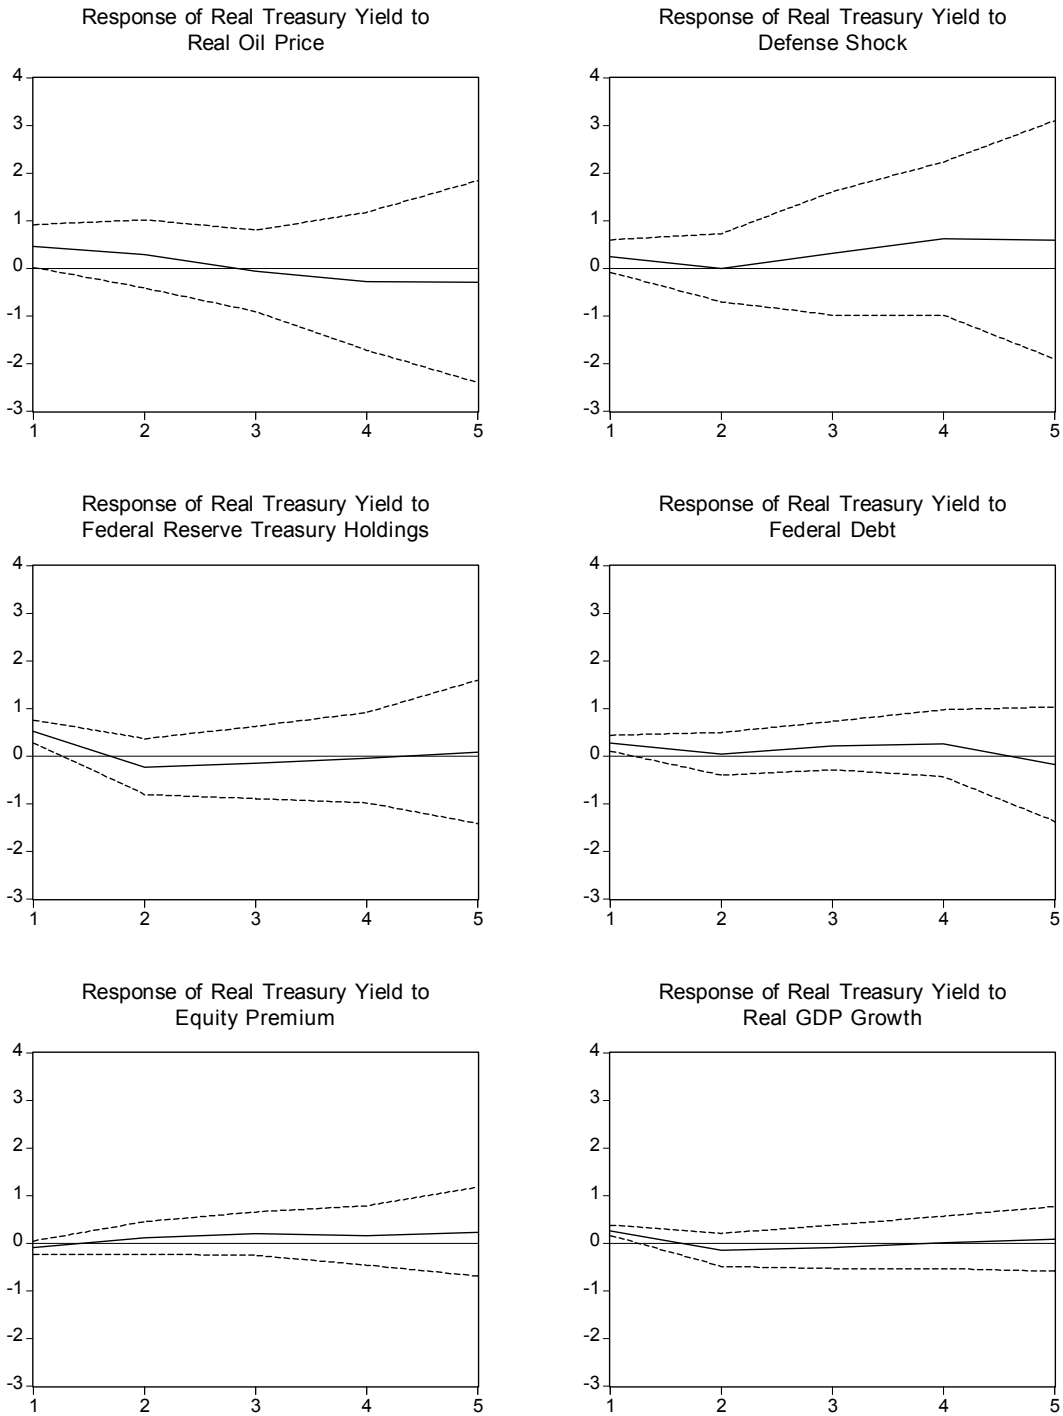 Response of Real Treasury Yield to
Real Oil Price
4
3
2
1
0
-1
-2
-3
1 2 3 4 5
Response of Real Treasury Yield to
Defense Shock
4
3
2
1
0
-1
-2
-3
1 2 3 4 5
Response of Real Treasury Yield to
Federal Reserve Treasury Holdings
4
3
2
1
0
-1
-2
-3
1 2 3 4 5
Response of Real Treasury Yield to
Federal Debt
4
3
2
1
0
-1
-2
-3
1 2 3 4 5
Response of Real Treasury Yield to
Equity Premium
4
3
2
1
0
-1
-2
-3
1 2 3 4 5
Response of Real Treasury Yield to
Real GDP Growth
4
3
2
1
0
-1
-2
-3
1 2 3 4 5